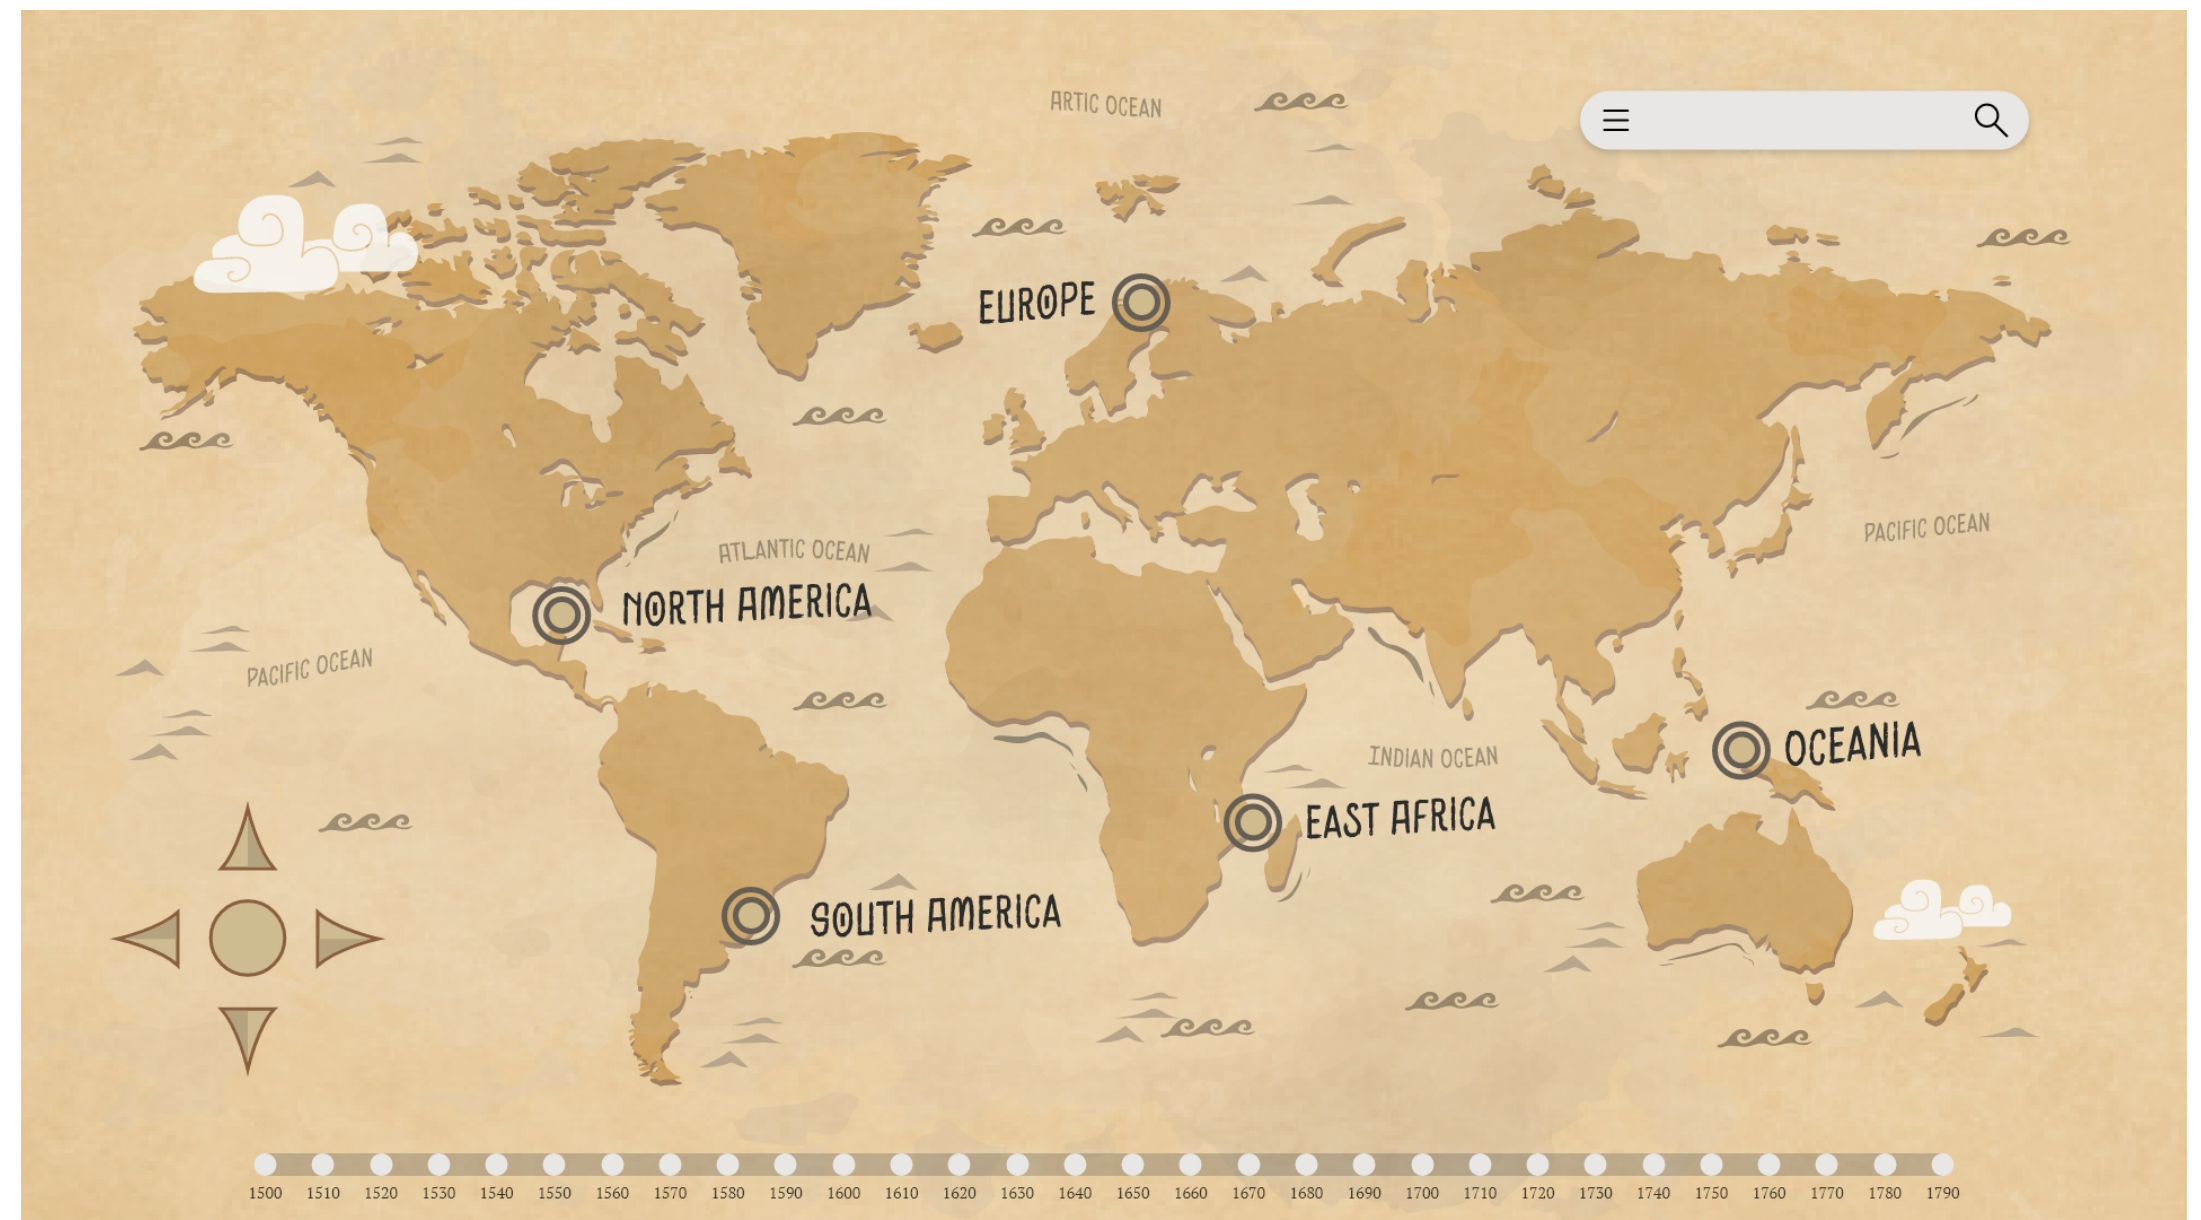 ARTIC OCEAN
EUROPE
ATLANTIC OCEAN
PACIFIC OCEAN
NORTH AMERICA
PACIFIC OCEAN
OCEANIA
INDIAN OCEAN
EAST AFRICA
SOUTH AMERICA
1500 1510 1520 1530 1540 1550 1560 1570 1580 1590 1600 1610 1620 1630 1640 1650 1660 1670 1680 1690 1700 1710 1720 1730 1740 1750 1760 1770 1780 1790